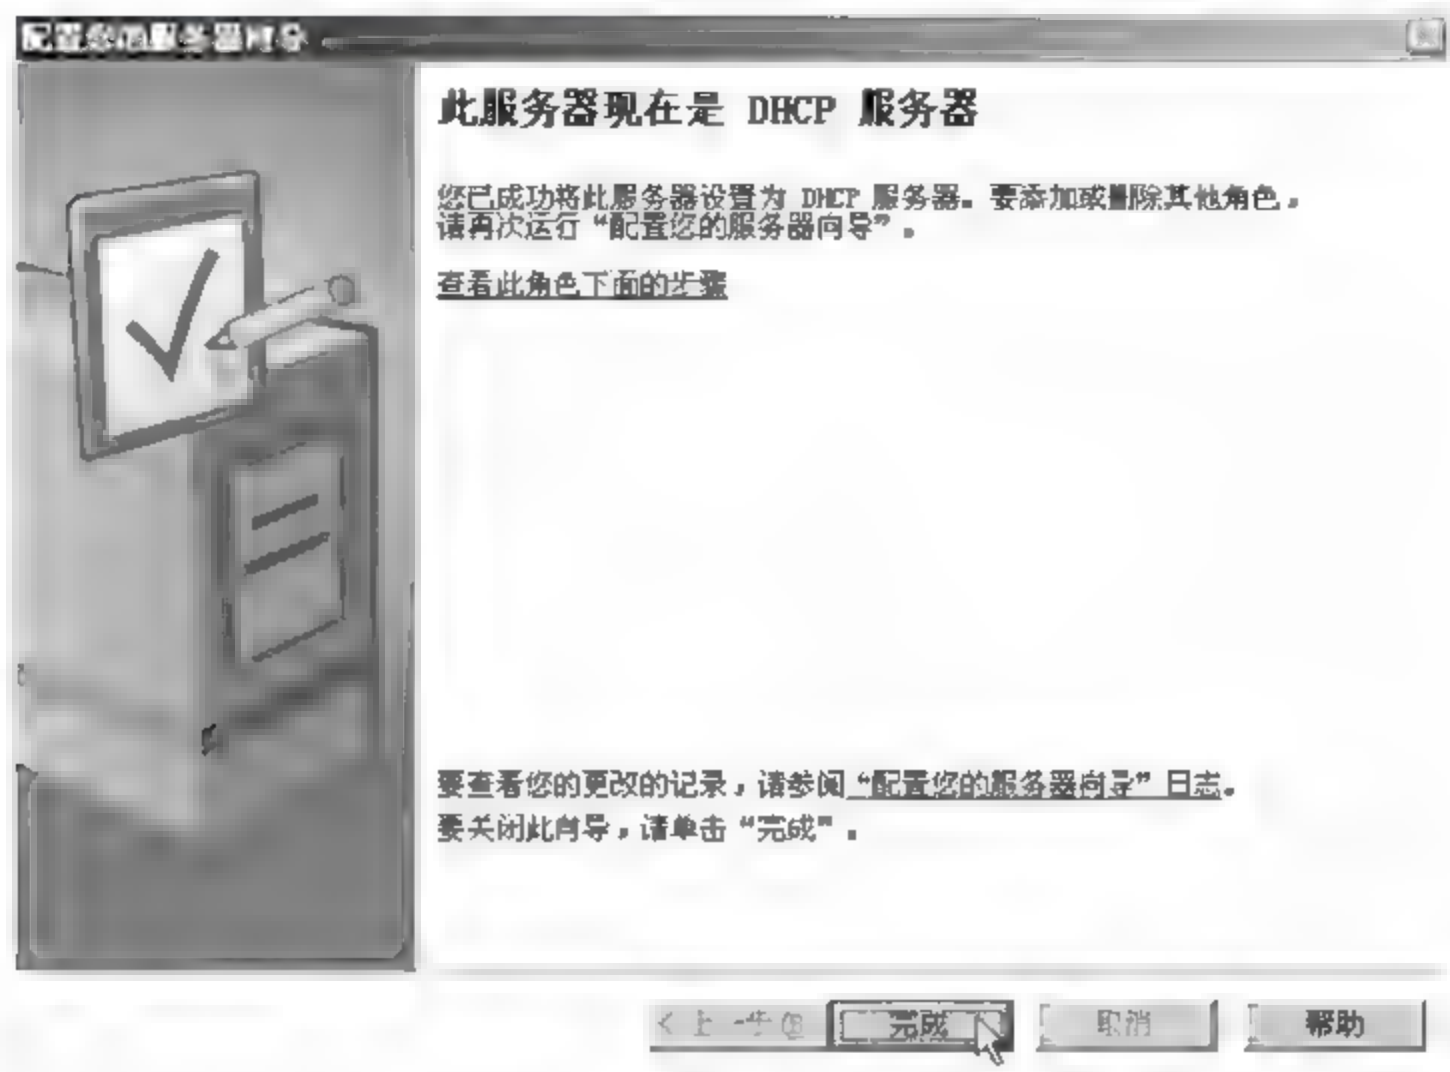 配置您的服务器向导
此服务器现在是 DHCP 服务器
您已成功将此服务器设置为 DHCP 服务器。要添加或删除其他角色，
请再次运行“配置您的服务器向导”。
查看此角色下面的步骤
要查看您的更改的记录，请参阅“配置您的服务器向导”日志。
要关闭此向导，请单击“完成”。
< 上一步(B) 完成 取消 帮助